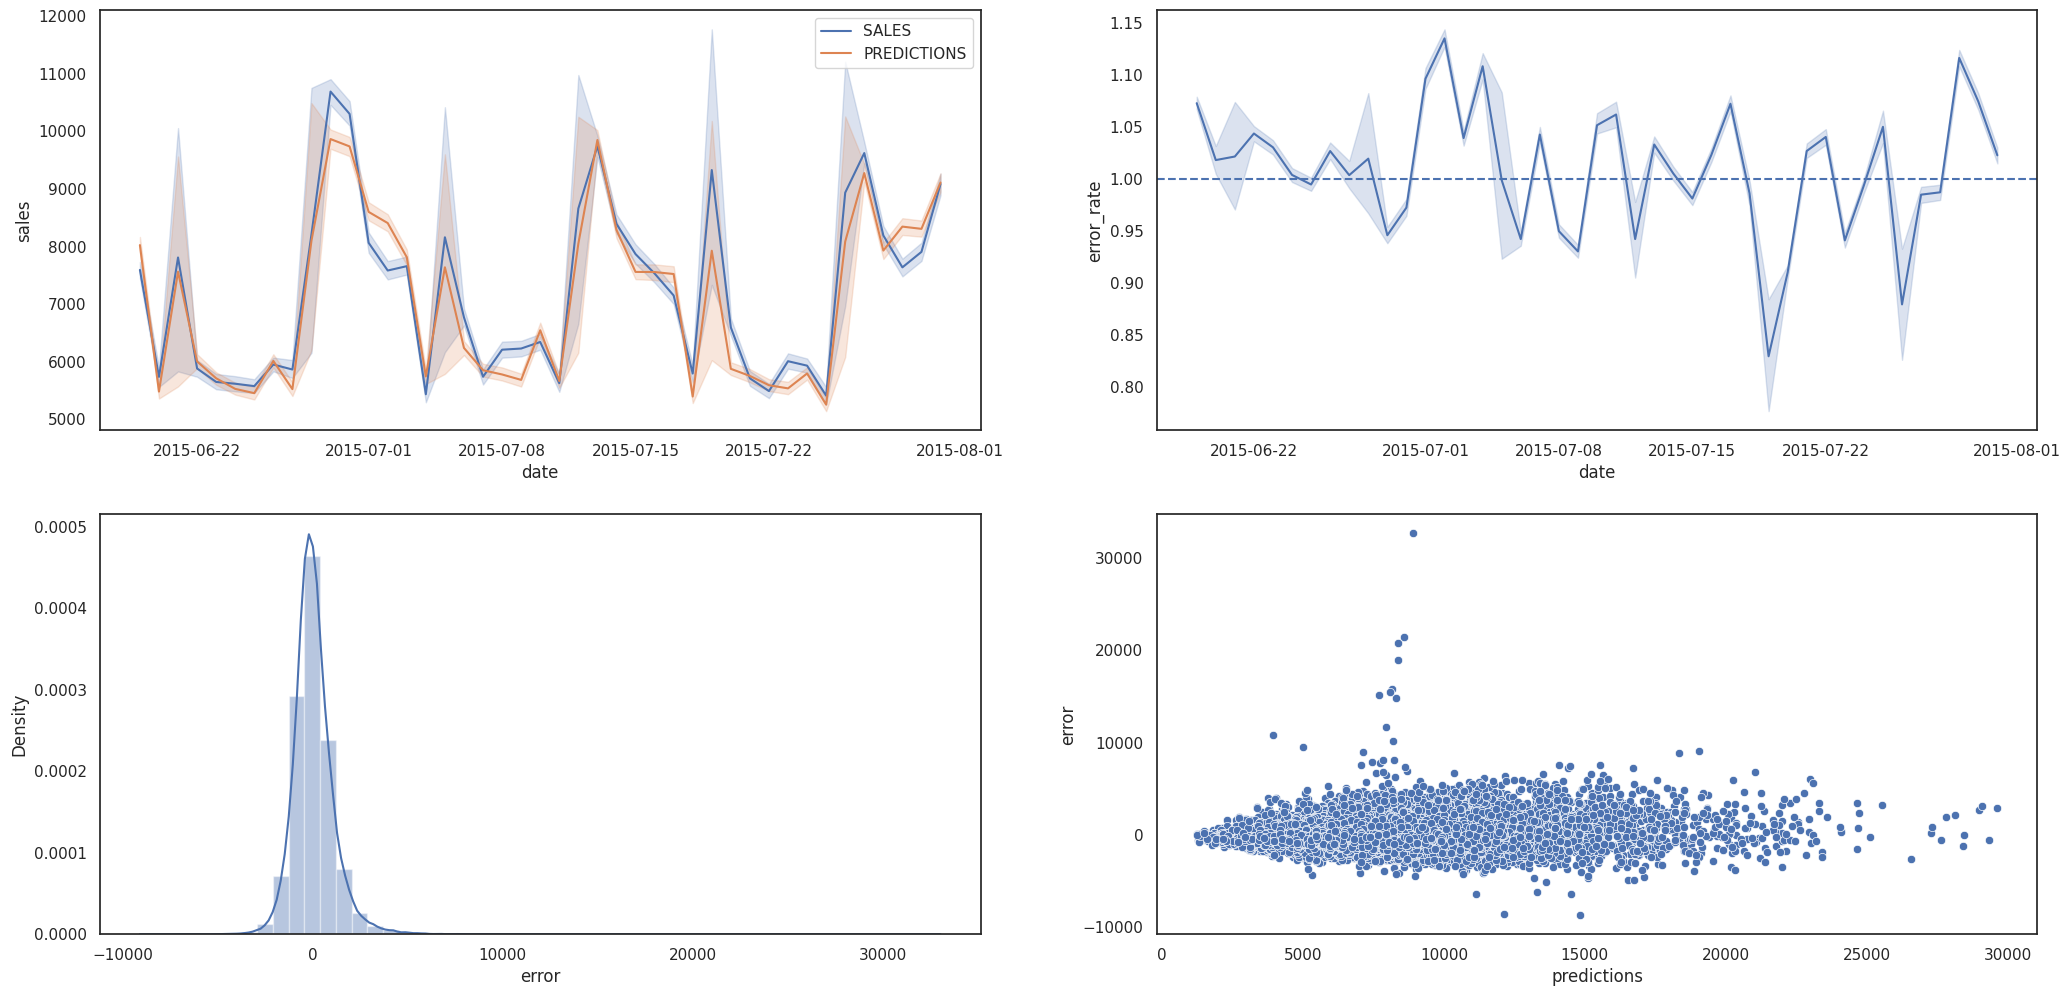 12000
11000
10000
9000
8000
7000
6000
5000
sales
SALES
PREDICTIONS
2015-06-22 2015-07-01 2015-07-08 2015-07-15 2015-07-22 2015-08-01
date
1.15
1.10
1.05
1.00
0.95
0.90
0.85
0.80
error_rate
2015-06-22 2015-07-01 2015-07-08 2015-07-15 2015-07-22 2015-08-01
date
0.0005
0.0004
0.0003
0.0002
0.0001
0.0000
Density
−10000 0 10000 20000 30000
error
30000
20000
10000
0
−10000
error
0 5000 10000 15000 20000 25000 30000
predictions